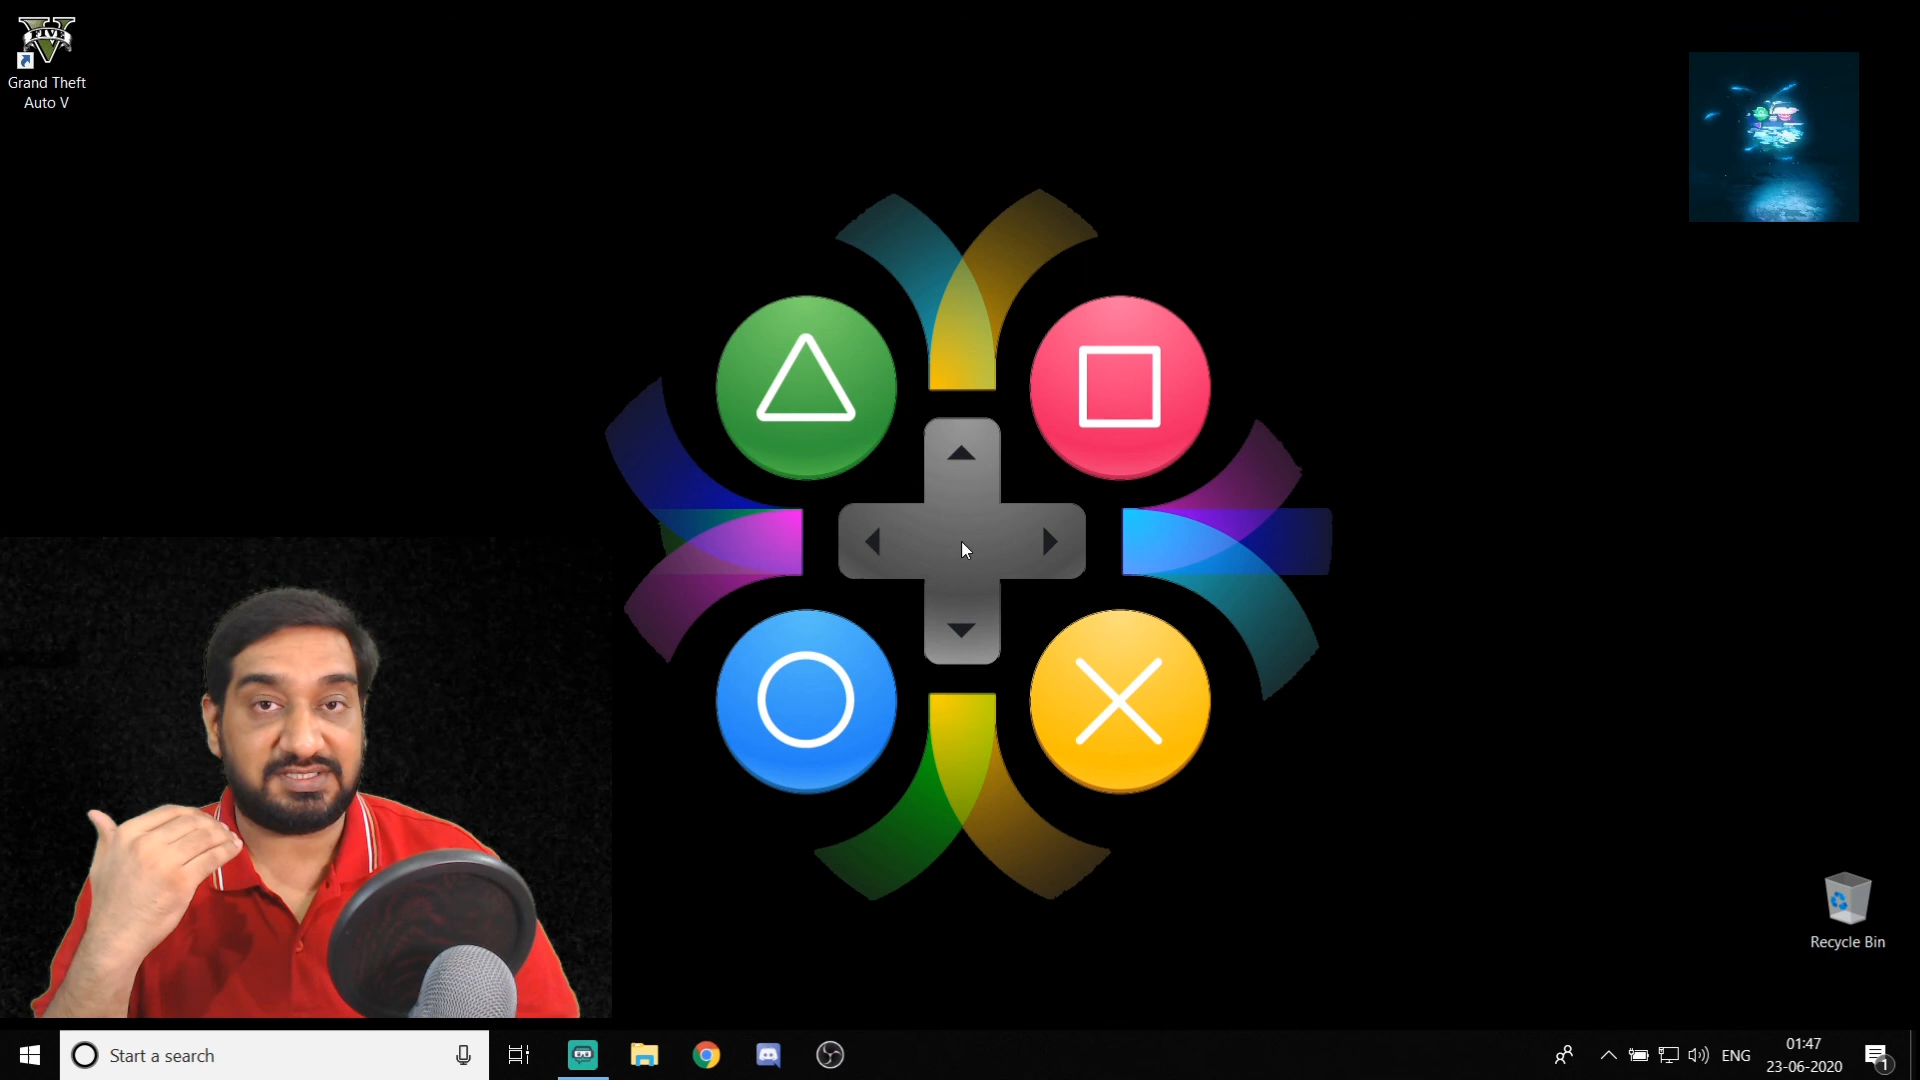 FIVE
Grand Theft
Auto V
Recycle Bin
Start a search
ENG
01:47
23-06-2020
1